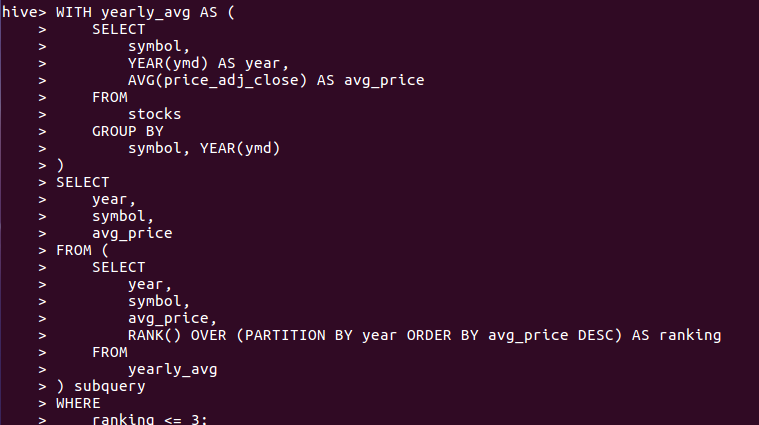 hive> WITH yearly_avg AS (
    >     SELECT
    >         symbol,
    >         YEAR(ymd) AS year,
    >         AVG(price_adj_close) AS avg_price
    >     FROM
    >         stocks
    >     GROUP BY
    >         symbol, YEAR(ymd)
    > )
    > SELECT
    >     year,
    >     symbol,
    >     avg_price
    > FROM (
    >     SELECT
    >         year,
    >         symbol,
    >         avg_price,
    >         RANK() OVER (PARTITION BY year ORDER BY avg_price DESC) AS ranking
    >     FROM
    >         yearly_avg
    > ) subquery
    > WHERE
    >     ranking <= 3;